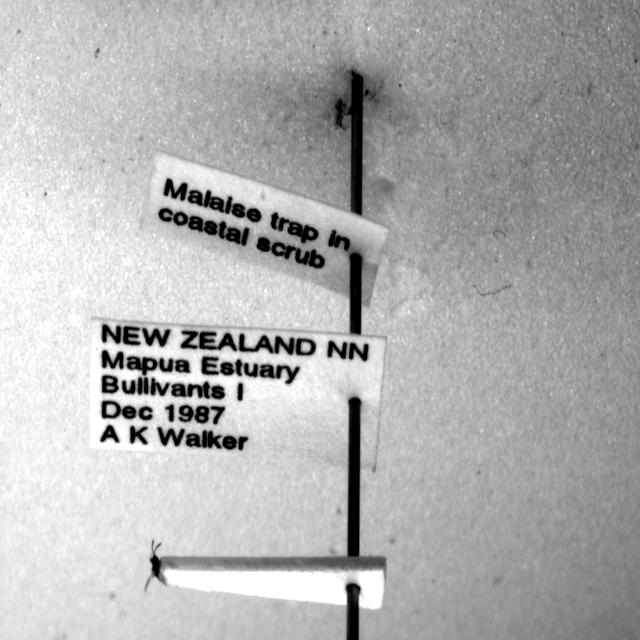 Malaise trap in
coastal scrub
NEW ZEALAND NN
Mapua Estuary
Bullivants I
Dec 1987
A K Walker